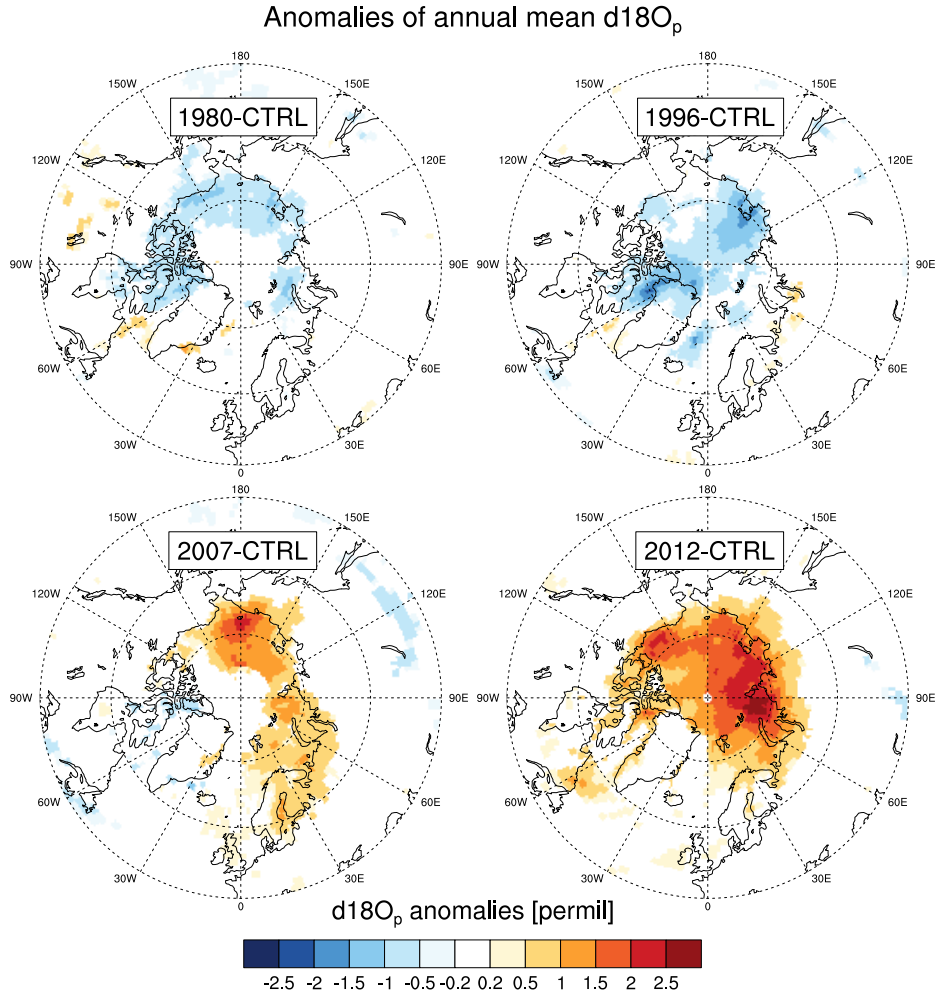 Anomalies of annual mean d18Oₚ
180
150W
150E
1980-CTRL
120W
120E
90W
90E
60W
60E
30W
30E
0
180
150W
150E
1996-CTRL
120W
120E
90W
90E
60W
60E
30W
30E
0
180
150W
150E
2007-CTRL
120W
120E
90W
90E
60W
60E
30W
30E
0
180
150W
150E
2012-CTRL
120W
120E
90W
90E
60W
60E
30W
30E
0
d18Oₚ anomalies [permil]
-2.5 -2 -1.5 -1 -0.5 -0.2 0.2 0.5 1 1.5 2 2.5